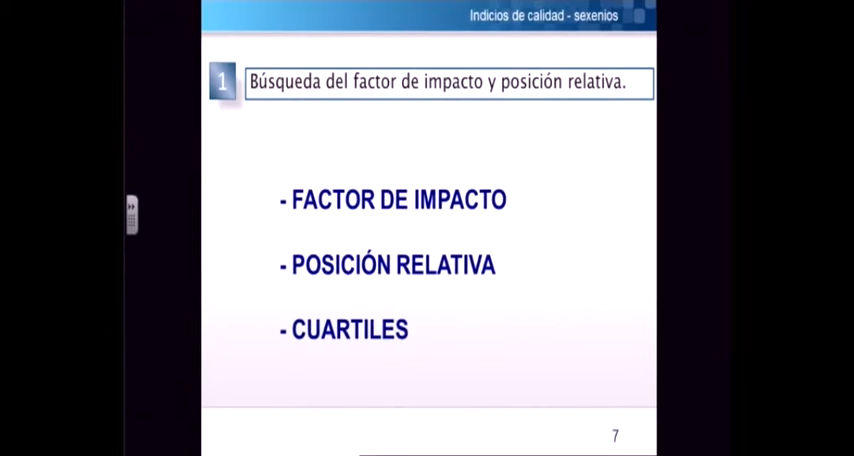 Indicios de calidad - sexenios
1 Búsqueda del factor de impacto y posición relativa.
- FACTOR DE IMPACTO
- POSICIÓN RELATIVA
- CUARTILES
7